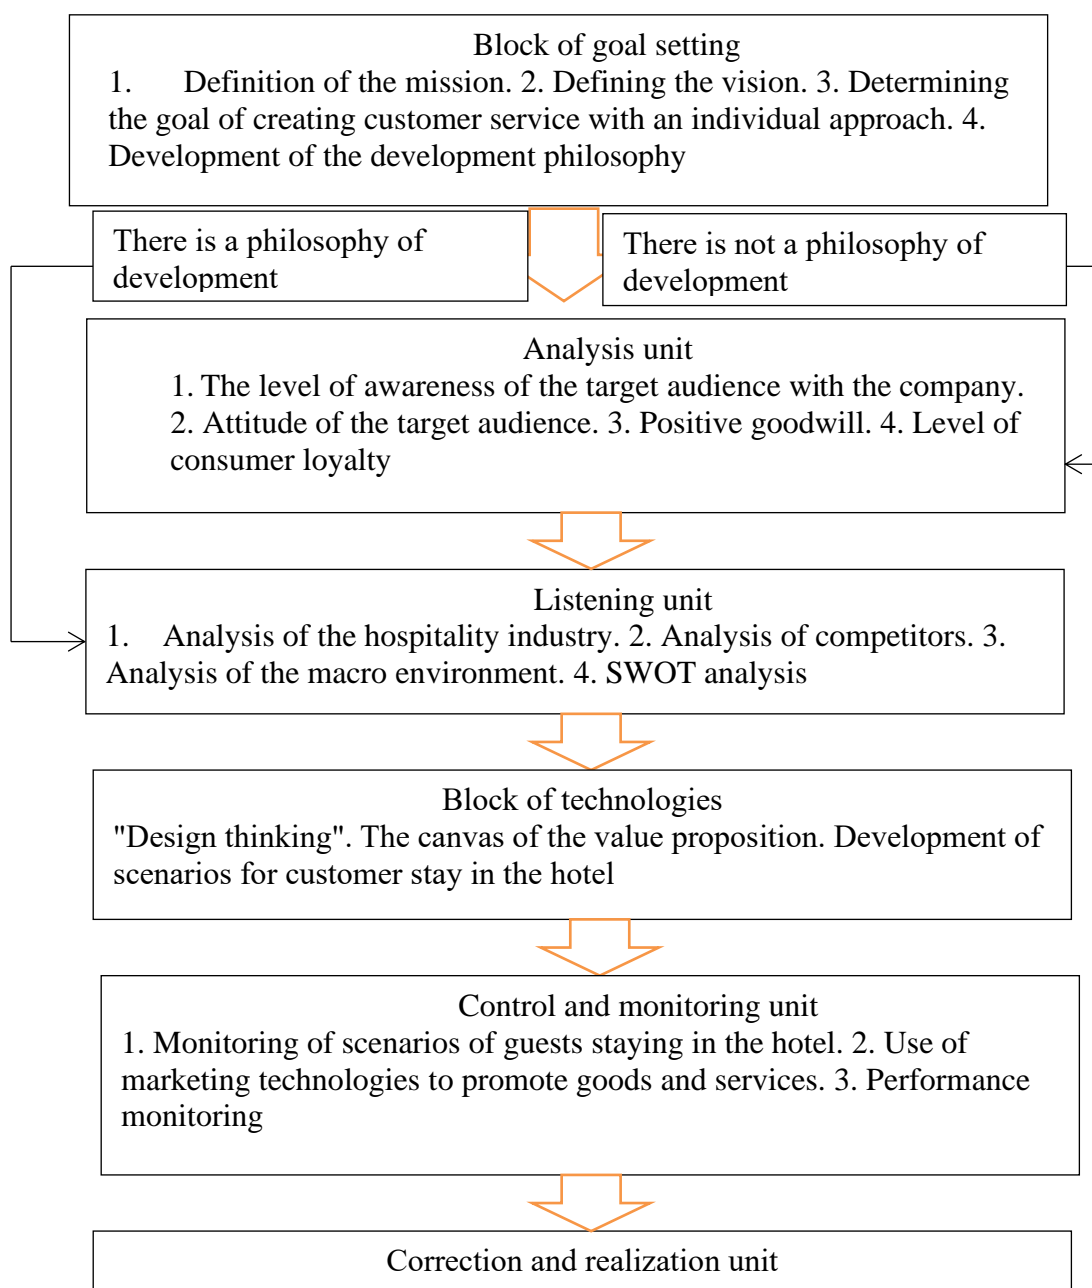 Block of goal setting
1. Definition of the mission. 2. Defining the vision. 3. Determining
the goal of creating customer service with an individual approach. 4.
Development of the development philosophy
There is a philosophy of
development
There is not a philosophy of
development
Analysis unit
1. The level of awareness of the target audience with the company.
2. Attitude of the target audience. 3. Positive goodwill. 4. Level of
consumer loyalty
Listening unit
1. Analysis of the hospitality industry. 2. Analysis of competitors. 3.
Analysis of the macro environment. 4. SWOT analysis
Block of technologies
"Design thinking". The canvas of the value proposition. Development of
scenarios for customer stay in the hotel
Control and monitoring unit
1. Monitoring of scenarios of guests staying in the hotel. 2. Use of
marketing technologies to promote goods and services. 3. Performance
monitoring
Correction and realization unit